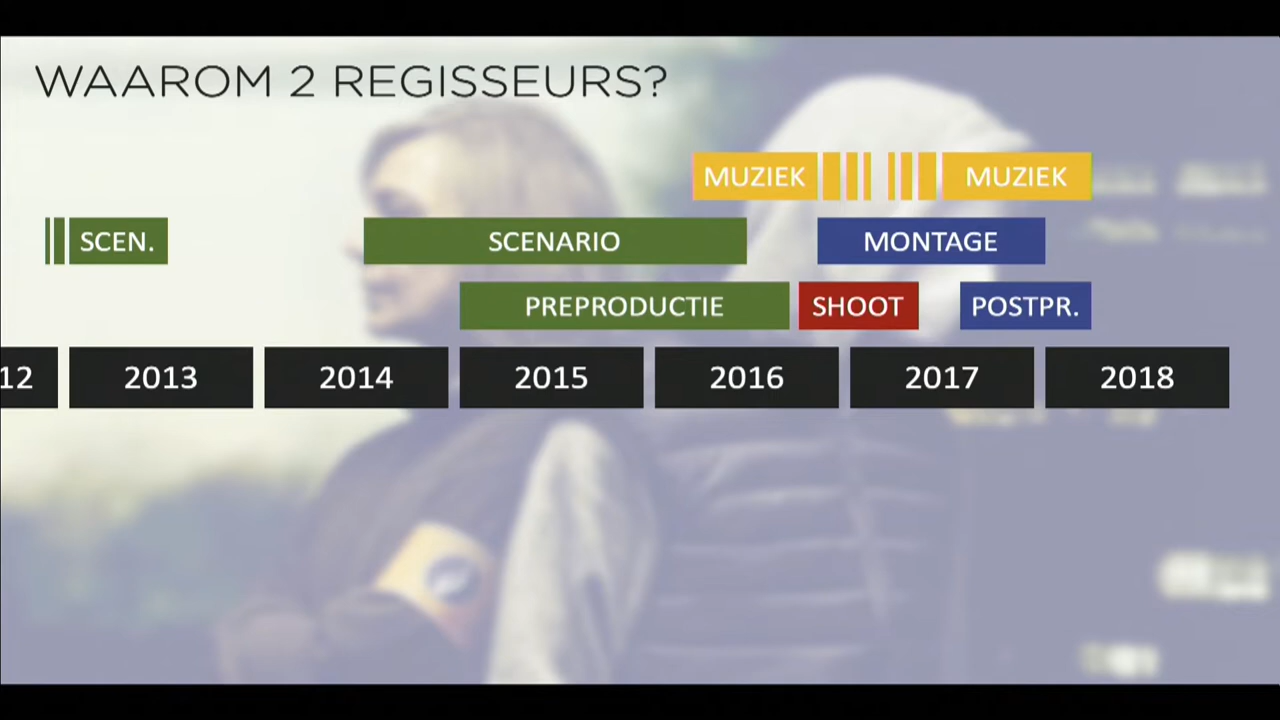 WAAROM 2 REGISSEURS?
MUZIEK MUZIEK
SCEN. SCENARIO MONTAGE
PREPRODUCTIE SHOOT POSTPR.
12 2013 2014 2015 2016 2017 2018